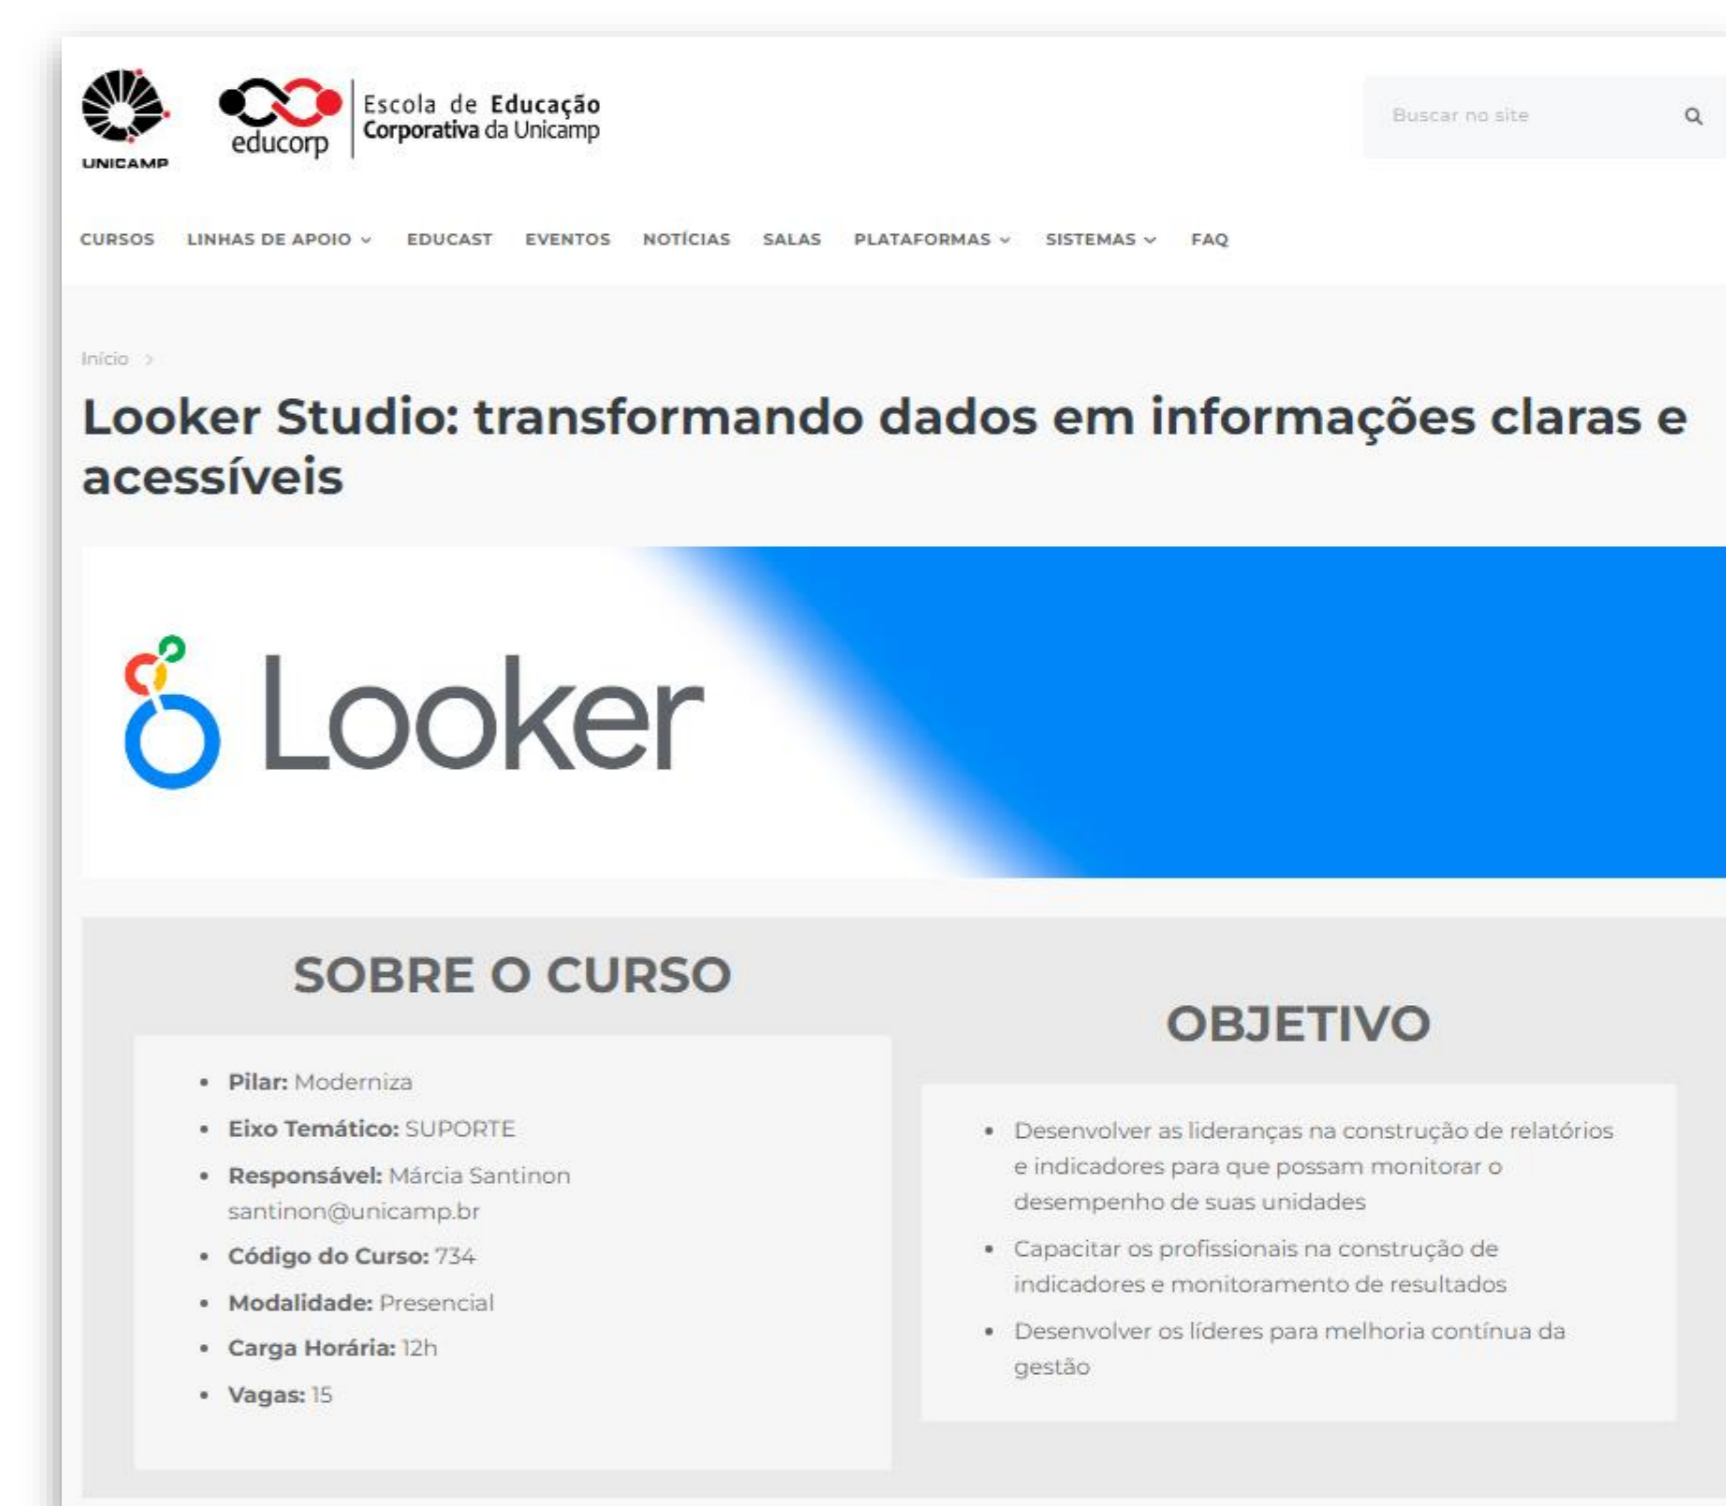 UNICAMP
educorp
Escola de Educação
Corporativa da Unicamp
Buscar no site
CURSOS LINHAS DE APOIO EDUCAST EVENTOS NOTÍCIAS SALAS PLATAFORMAS SISTEMAS FAQ
Início >
Looker Studio: transformando dados em informações claras e
acessíveis
Looker
SOBRE O CURSO
• Pilar: Moderniza
• Eixo Temático: SUPORTE
• Responsável: Márcia Santinon
santinon@unicamp.br
• Código do Curso: 734
• Modalidade: Presencial
• Carga Horária: 12h
• Vagas: 15
OBJETIVO
• Desenvolver as lideranças na construção de relatórios
e indicadores para que possam monitorar o
desempenho de suas unidades
• Capacitar os profissionais na construção de
indicadores e monitoramento de resultados
• Desenvolver os líderes para melhoria contínua da
gestão